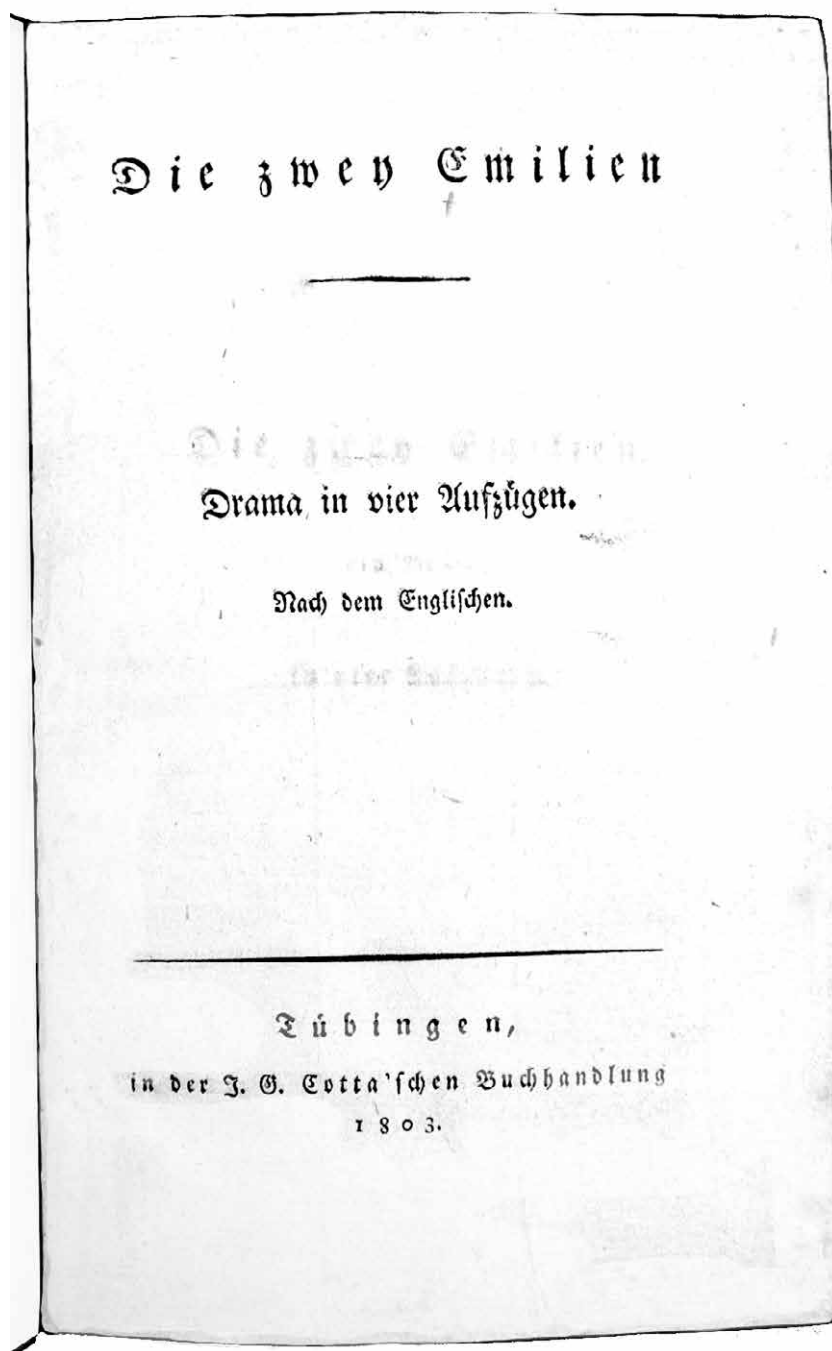 Die zwey Emilien
Drama in vier Aufzügen.
Nach dem Englischen.
Tübingen,
in der J. G. Cotta'schen Buchhandlung
1803.